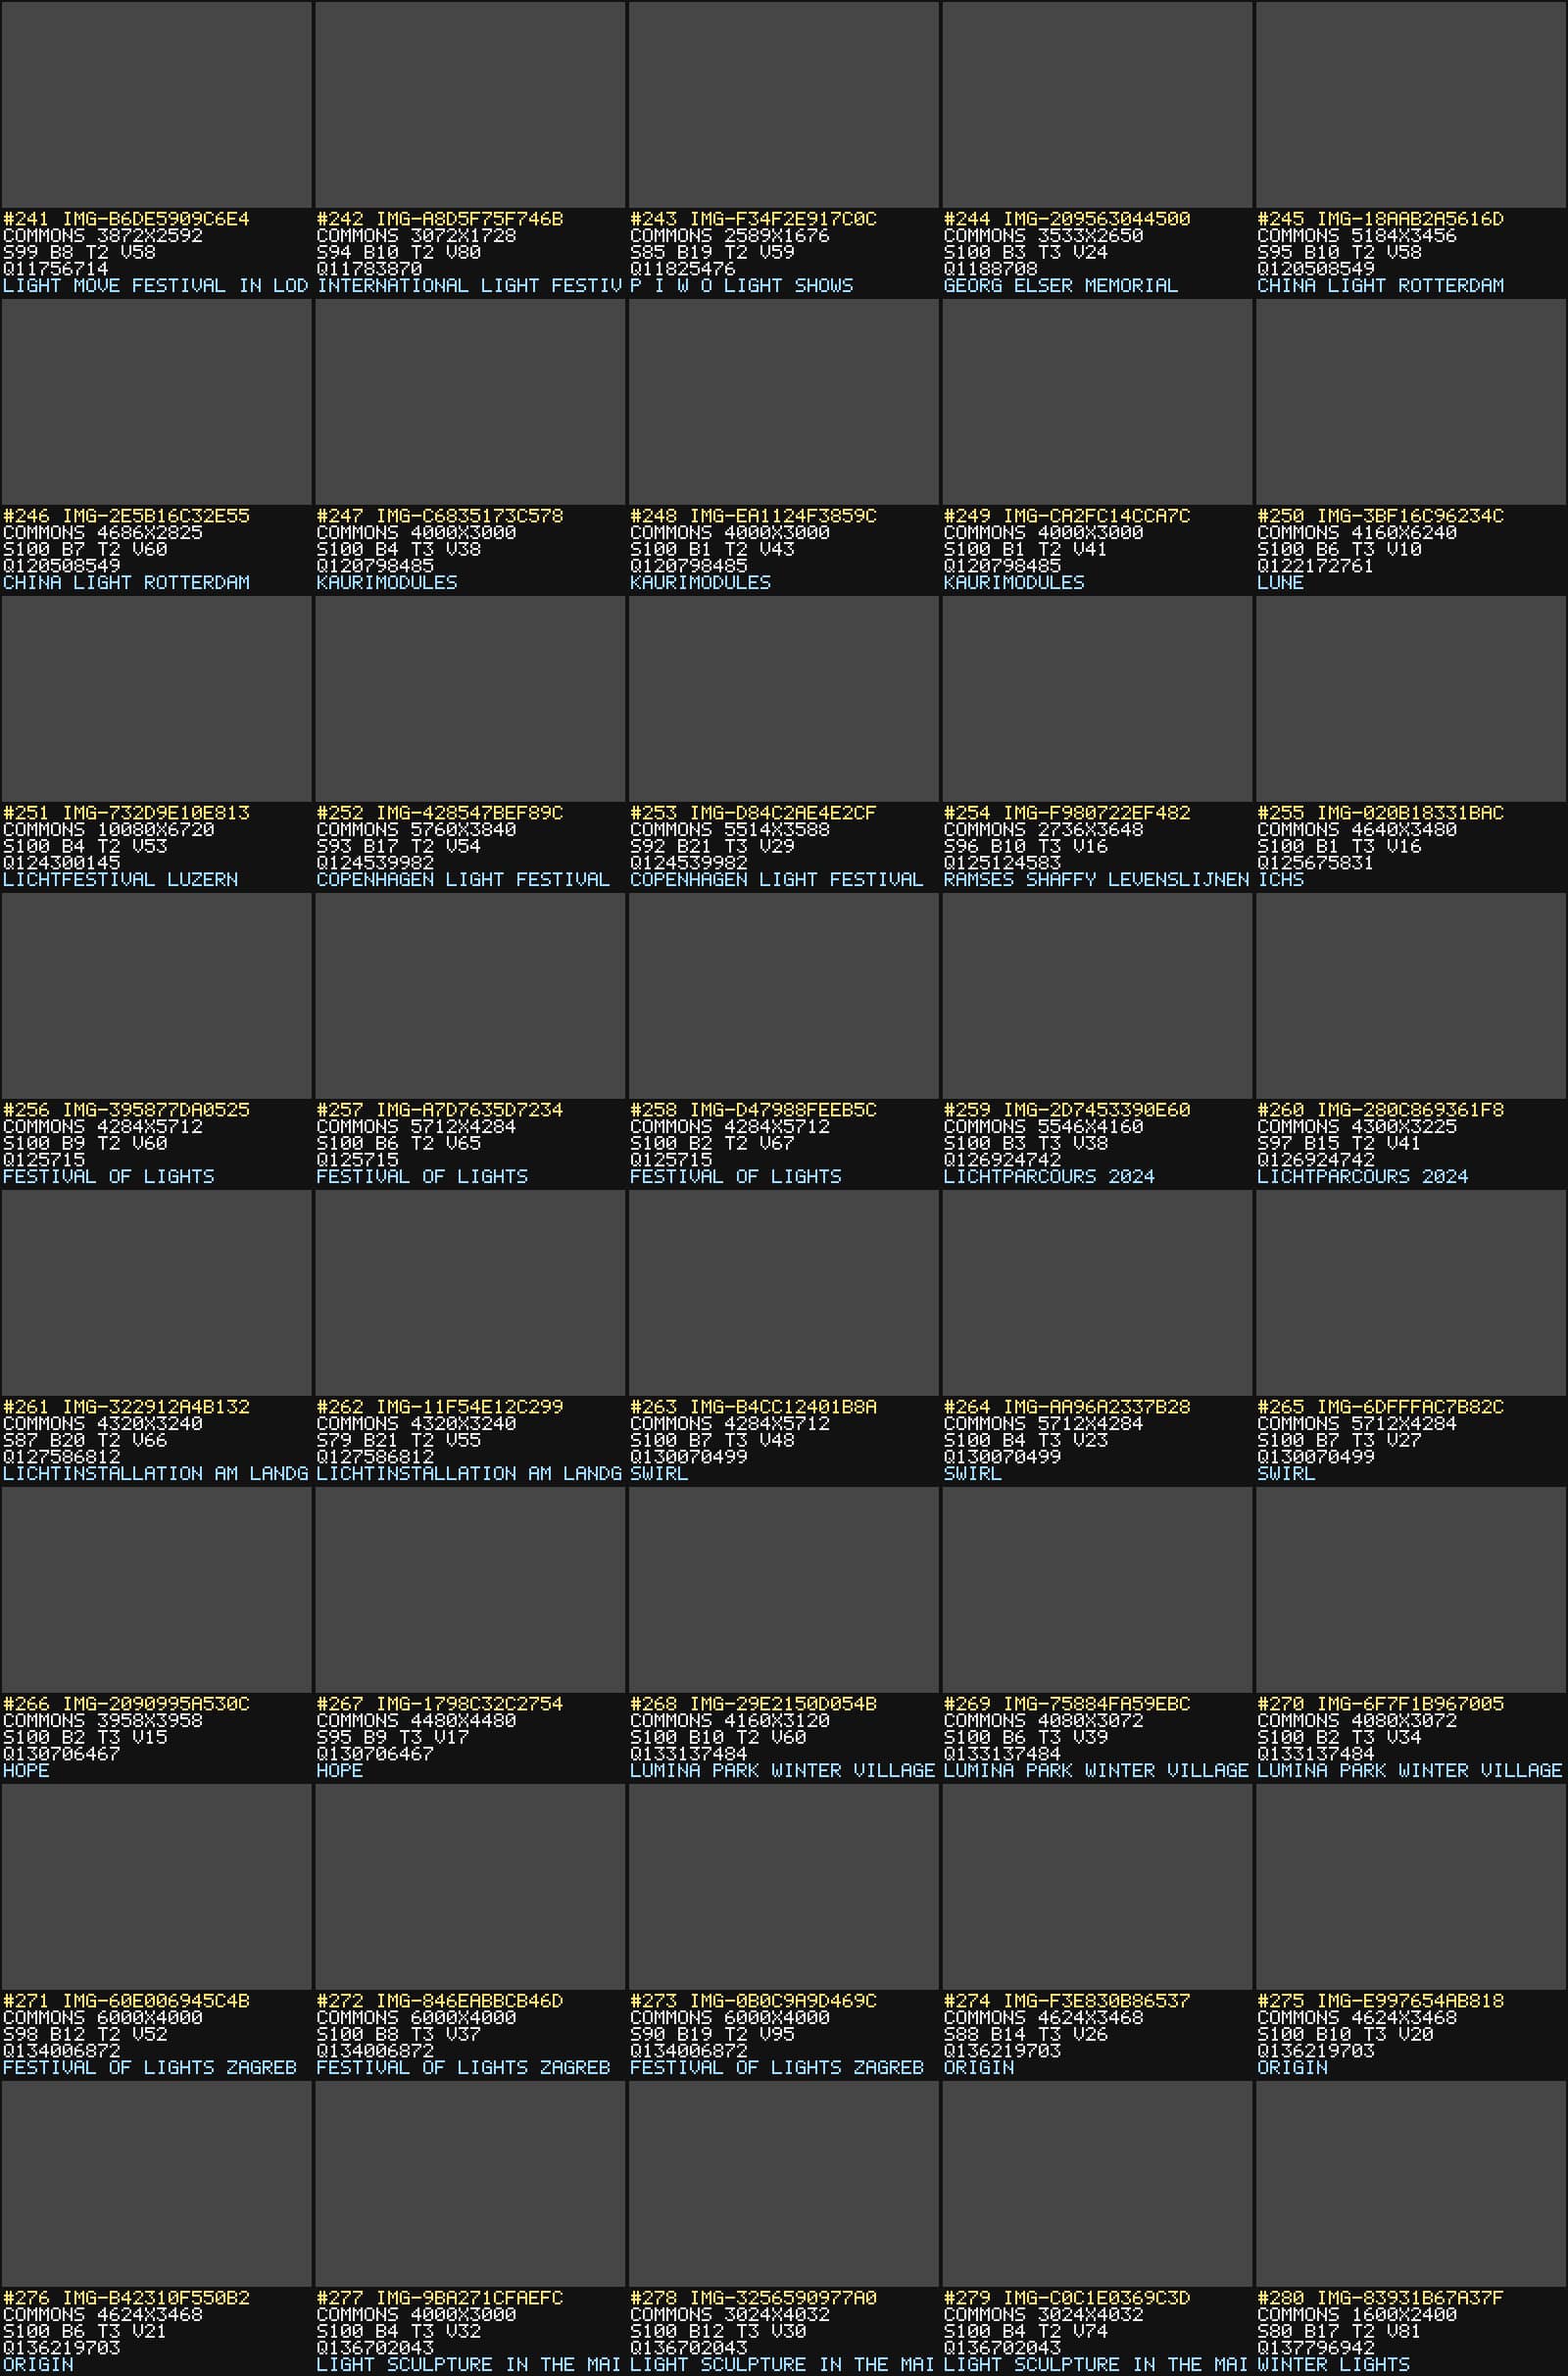 #241 IMG-B6DE5909C6E4
COMMONS 3872X2592
S99 B8 T2 V58
Q11756714
LIGHT MOVE FESTIVAL IN LOD
#242 IMG-A8D5F75F746B
COMMONS 3072X1728
S94 B10 T2 V80
Q11783870
INTERNATIONAL LIGHT FESTIV
#243 IMG-F34F2E917C0C
COMMONS 2589X1676
S85 B19 T2 V59
Q11825476
P I W O LIGHT SHOWS
#244 IMG-209563044500
COMMONS 3533X2650
S100 B3 T3 V24
Q1188708
GEORG ELSER MEMORIAL
#245 IMG-18AAB2A5616D
COMMONS 5184X3456
S95 B10 T2 V58
Q120508549
CHINA LIGHT ROTTERDAM
#246 IMG-2E5B16C32E55
COMMONS 4686X2825
S100 B7 T2 V60
Q120508549
CHINA LIGHT ROTTERDAM
#247 IMG-C6835173C578
COMMONS 4000X3000
S100 B4 T3 V38
Q120798485
KAURIMODULES
#248 IMG-EA1124F3859C
COMMONS 4000X3000
S100 B1 T2 V43
Q120798485
KAURIMODULES
#249 IMG-CA2FC14CCA7C
COMMONS 4000X3000
S100 B1 T2 V41
Q120798485
KAURIMODULES
#250 IMG-3BF16C96234C
COMMONS 4160X6240
S100 B6 T3 V10
Q122172761
LUNE
#251 IMG-732D9E10E813
COMMONS 10080X6720
S100 B4 T2 V53
Q124300145
LICHTFESTIVAL LUZERN
#252 IMG-428547BEF89C
COMMONS 5760X3840
S93 B17 T2 V54
Q124539982
COPENHAGEN LIGHT FESTIVAL
#253 IMG-D84C2AE4E2CF
COMMONS 5514X3588
S92 B21 T3 V29
Q124539982
COPENHAGEN LIGHT FESTIVAL
#254 IMG-F980722EF482
COMMONS 2736X3648
S96 B10 T3 V16
Q125124583
RAMSES SHAFFY LEVENSLIJNEN
#255 IMG-020B18331BAC
COMMONS 4640X3480
S100 B1 T3 V16
Q125675831
ICHS
#256 IMG-395877DA0525
COMMONS 4284X5712
S100 B9 T2 V60
Q125715
FESTIVAL OF LIGHTS
#257 IMG-A7D7635D7234
COMMONS 5712X4284
S100 B6 T2 V65
Q125715
FESTIVAL OF LIGHTS
#258 IMG-D47988FEEB5C
COMMONS 4284X5712
S100 B2 T2 V67
Q125715
FESTIVAL OF LIGHTS
#259 IMG-2D7453390E60
COMMONS 5546X4160
S100 B3 T3 V38
Q126924742
LICHTPARCOURS 2024
#260 IMG-280C869361F8
COMMONS 4300X3225
S97 B15 T2 V41
Q126924742
LICHTPARCOURS 2024
#261 IMG-322912A4B132
COMMONS 4320X3240
S87 B20 T2 V66
Q127586812
LICHTINSTALLATION AM LANDG
#262 IMG-11F54E12C299
COMMONS 4320X3240
S79 B21 T2 V55
Q127586812
LICHTINSTALLATION AM LANDG
#263 IMG-B4CC12401B8A
COMMONS 4284X5712
S100 B7 T3 V48
Q130070499
SWIRL
#264 IMG-AA96A2337B28
COMMONS 5712X4284
S100 B4 T3 V23
Q130070499
SWIRL
#265 IMG-6DFFFAC7B82C
COMMONS 5712X4284
S100 B7 T3 V27
Q130070499
SWIRL
#266 IMG-2090995A530C
COMMONS 3958X3958
S100 B2 T3 V15
Q130706467
HOPE
#267 IMG-1798C32C2754
COMMONS 4480X4480
S95 B9 T3 V17
Q130706467
HOPE
#268 IMG-29E2150D054B
COMMONS 4160X3120
S100 B10 T2 V60
Q133137484
LUMINA PARK WINTER VILLAGE
#269 IMG-75884FA59EBC
COMMONS 4080X3072
S100 B6 T3 V39
Q133137484
LUMINA PARK WINTER VILLAGE
#270 IMG-6F7F1B967005
COMMONS 4080X3072
S100 B2 T3 V34
Q133137484
LUMINA PARK WINTER VILLAGE
#271 IMG-60E006945C4B
COMMONS 6000X4000
S98 B12 T2 V52
Q134006872
FESTIVAL OF LIGHTS ZAGREB
#272 IMG-846EABBCB46D
COMMONS 6000X4000
S100 B8 T3 V37
Q134006872
FESTIVAL OF LIGHTS ZAGREB
#273 IMG-0B0C9A9D469C
COMMONS 6000X4000
S90 B19 T2 V95
Q134006872
FESTIVAL OF LIGHTS ZAGREB
#274 IMG-F3E830B86537
COMMONS 4624X3468
S88 B14 T3 V26
Q136219703
ORIGIN
#275 IMG-E997654AB818
COMMONS 4624X3468
S100 B10 T3 V20
Q136219703
ORIGIN
#276 IMG-B42310F550B2
COMMONS 4624X3468
S100 B6 T3 V21
Q136219703
ORIGIN
#277 IMG-9BA271CFAEFC
COMMONS 4000X3000
S100 B4 T3 V32
Q136702043
LIGHT SCULPTURE IN THE MAI
#278 IMG-3256590977A0
COMMONS 3024X4032
S100 B12 T3 V30
Q136702043
LIGHT SCULPTURE IN THE MAI
#279 IMG-C0C1E0369C3D
COMMONS 3024X4032
S100 B4 T2 V74
Q136702043
LIGHT SCULPTURE IN THE MAI
#280 IMG-83931B67A37F
COMMONS 1600X2400
S80 B17 T2 V81
Q137796942
WINTER LIGHTS